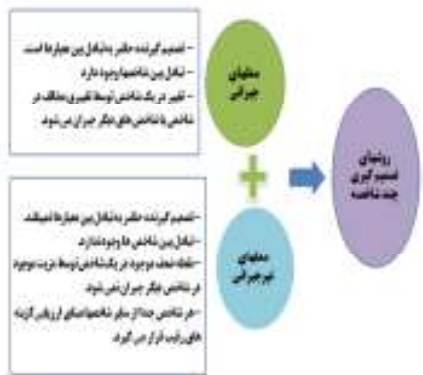 - تصمیم گیرنده حاضر به تبادل بین معیارها است.
- تبادل بین شاخصها وجود دارد.
- تغییر در یک شاخص توسط تغییری مخالف در
شاخص یا شاخص های دیگر جبران می شود.
مدلهای
جبرانی
روشهای
تصمیم گیری
چند شاخصه
مدلهای
غیرجبرانی
-تصمیم گیرنده حاضر به تبادل بین معیارها نمیباشد.
-تبادل بین شاخص ها وجود ندارد.
-نقطه ضعف موجود در یک شاخص توسط مزیت موجود
در شاخص دیگر جبران نمی شود.
-هر شاخص جدا از سایر شاخصها مبنای ارزیابی گزینه
های رقیب قرار می گیرد.